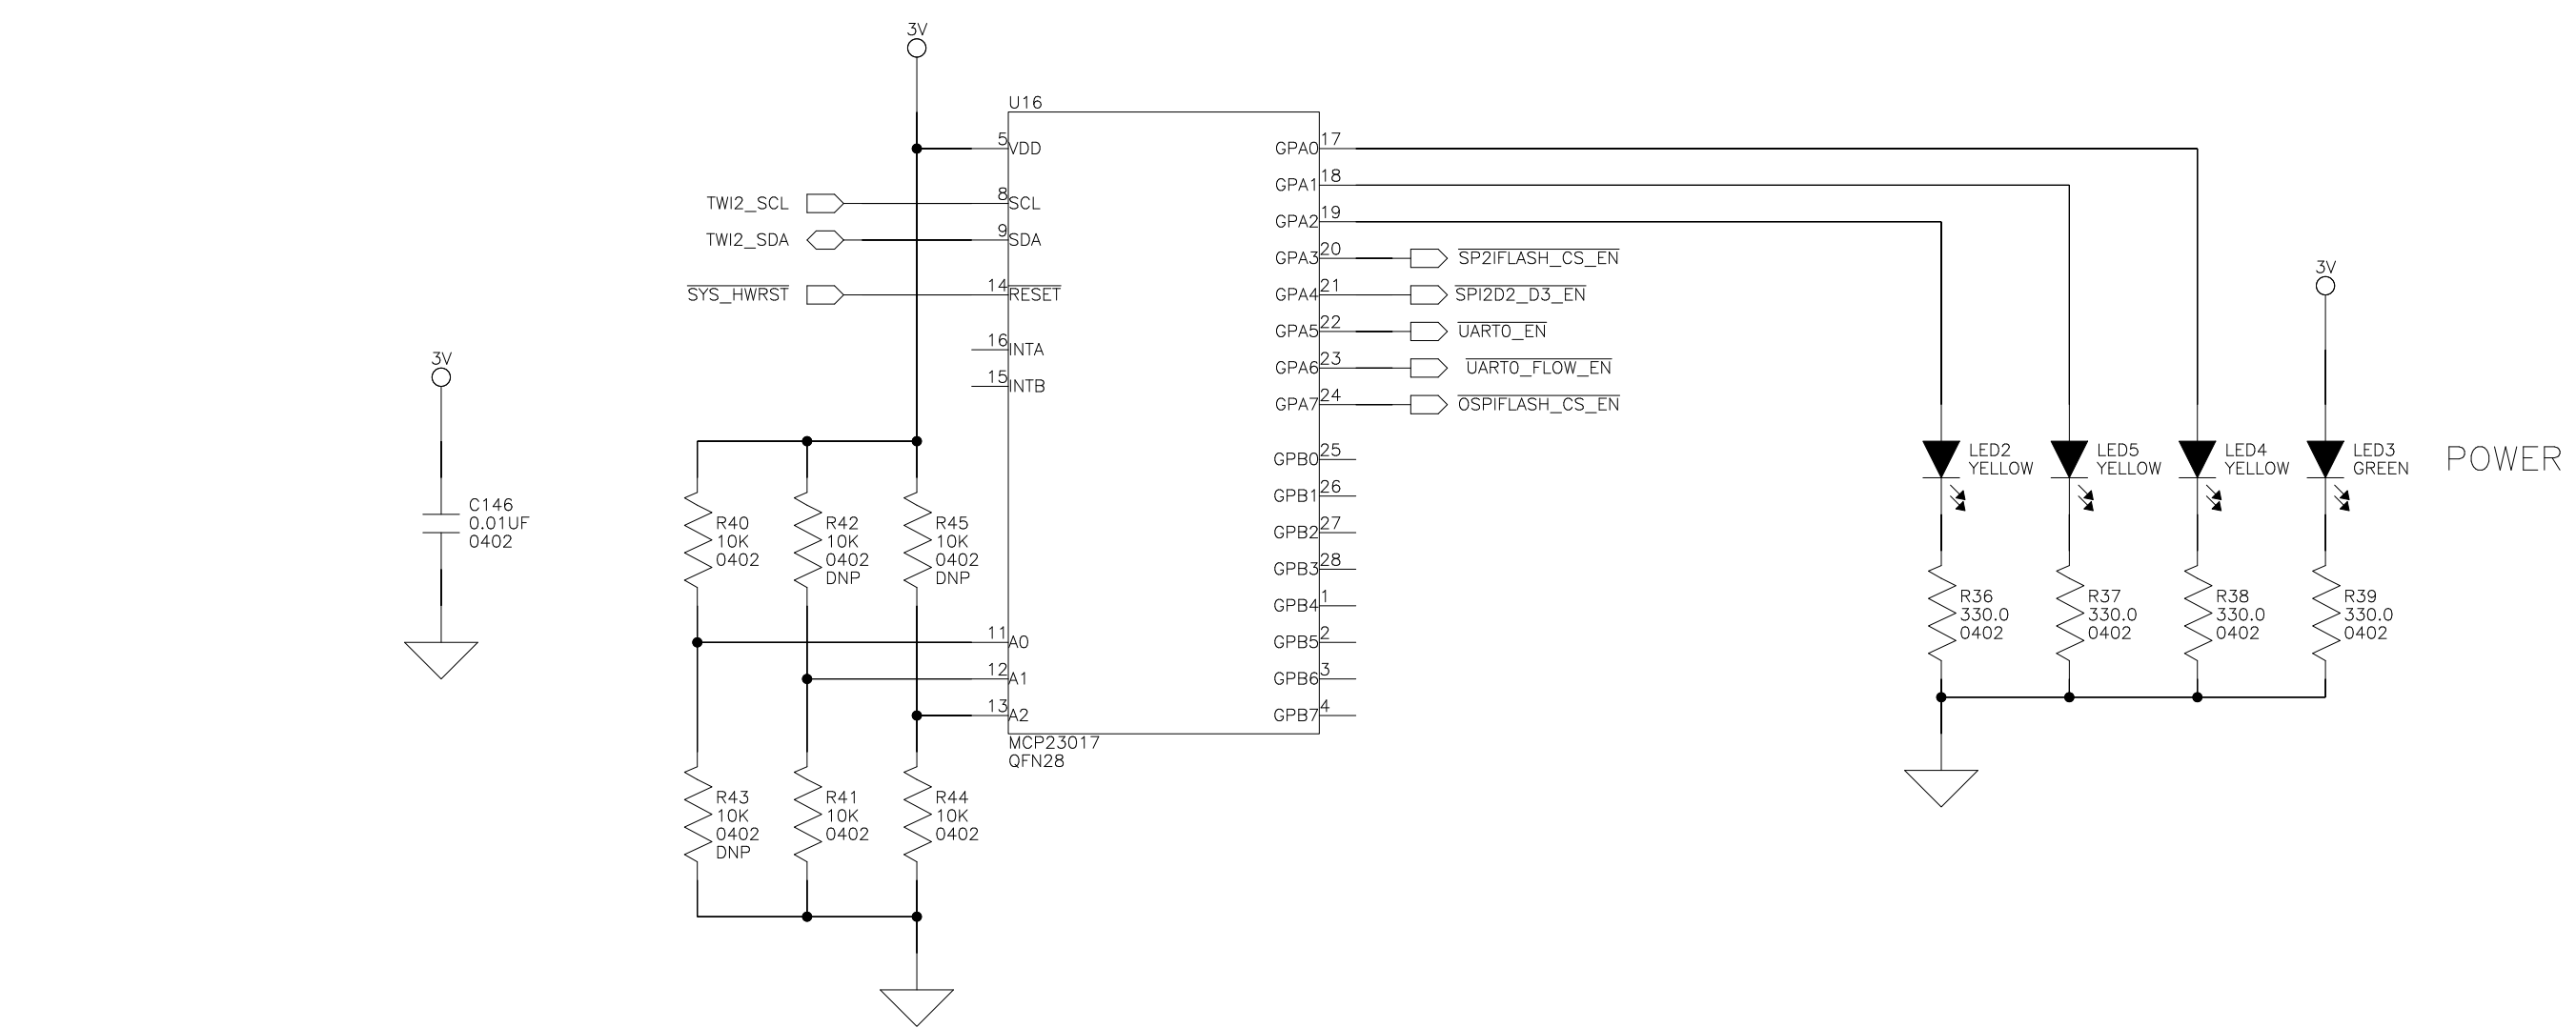 3V
U16
5
VDD
TWI2_SCL
8
SCL
TWI2_SDA
9
SDA
SYS_HWRST
14
RESET
16
INTA
15
INTB
3V
C146
0.01UF
0402
R40
10K
0402
R42
10K
0402
DNP
R45
10K
0402
DNP
11
A0
12
A1
13
A2
MCP23017
QFN28
R43
10K
0402
DNP
R41
10K
0402
R44
10K
0402
GPA0
17
GPA1
18
GPA2
19
GPA3
20
SP2IFLASH_CS_EN
GPA4
21
SPI2D2_D3_EN
GPA5
22
UART0_EN
GPA6
23
UART0_FLOW_EN
GPA7
24
OSPIFLASH_CS_EN
GPB0
25
GPB1
26
GPB2
27
GPB3
28
GPB4
1
GPB5
2
GPB6
3
GPB7
4
3V
LED2
YELLOW
LED5
YELLOW
LED4
YELLOW
LED3
GREEN
POWER
R36
330.0
0402
R37
330.0
0402
R38
330.0
0402
R39
330.0
0402